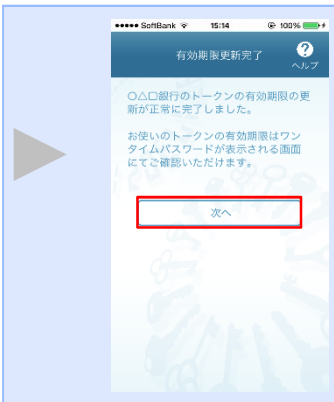 ●●●●● SoftBank 15:14 100%
有効期限更新完了
?
ヘルプ
○△□銀行のトークンの有効期限の更
新が正常に完了しました。
お使いのトークンの有効期限はワン
タイムパスワードが表示される画面
にてご確認いただけます。
次へ